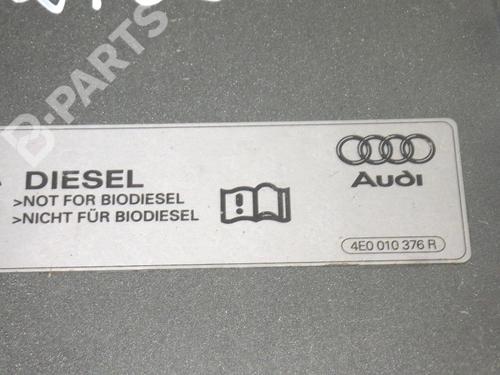 B-PARTS
DIESEL
>NOT FOR BIODIESEL
>NICHT FÜR BIODIESEL
Audi
4E0 010 376 R